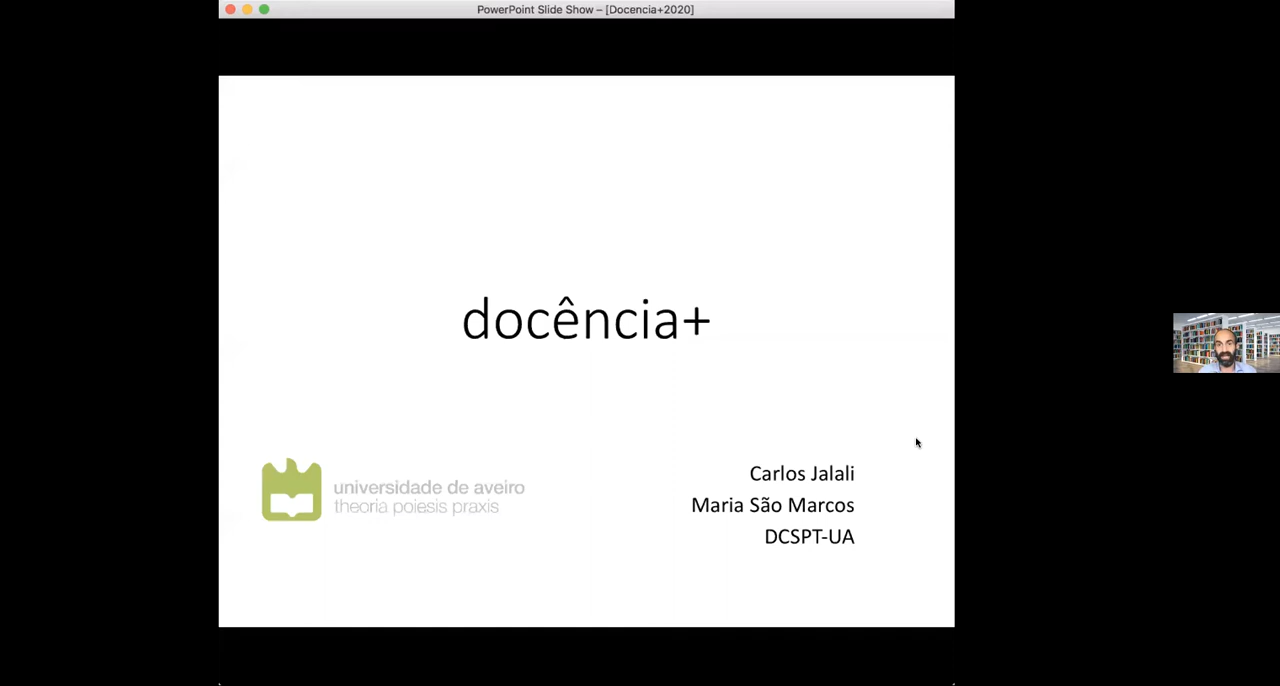 PowerPoint Slide Show – [Docencia+2020]
docência+
universidade de aveiro
theoria poiesis praxis
Carlos Jalali
Maria São Marcos
DCSPT-UA